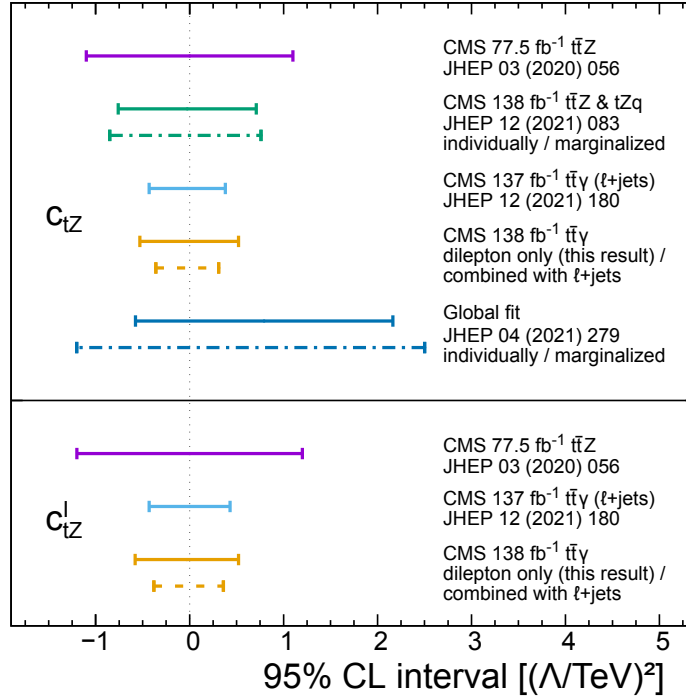 c_tZ
CMS 77.5 fb⁻¹ tt̄Z
JHEP 03 (2020) 056
CMS 138 fb⁻¹ tt̄Z & tZq
JHEP 12 (2021) 083
individually / marginalized
CMS 137 fb⁻¹ tt̄γ (ℓ+jets)
JHEP 12 (2021) 180
CMS 138 fb⁻¹ tt̄γ
dilepton only (this result) /
combined with ℓ+jets
Global fit
JHEP 04 (2021) 279
individually / marginalized
c_tZ^I
CMS 77.5 fb⁻¹ tt̄Z
JHEP 03 (2020) 056
CMS 137 fb⁻¹ tt̄γ (ℓ+jets)
JHEP 12 (2021) 180
CMS 138 fb⁻¹ tt̄γ
dilepton only (this result) /
combined with ℓ+jets
−1 0 1 2 3 4 5
95% CL interval [(Λ/TeV)²]